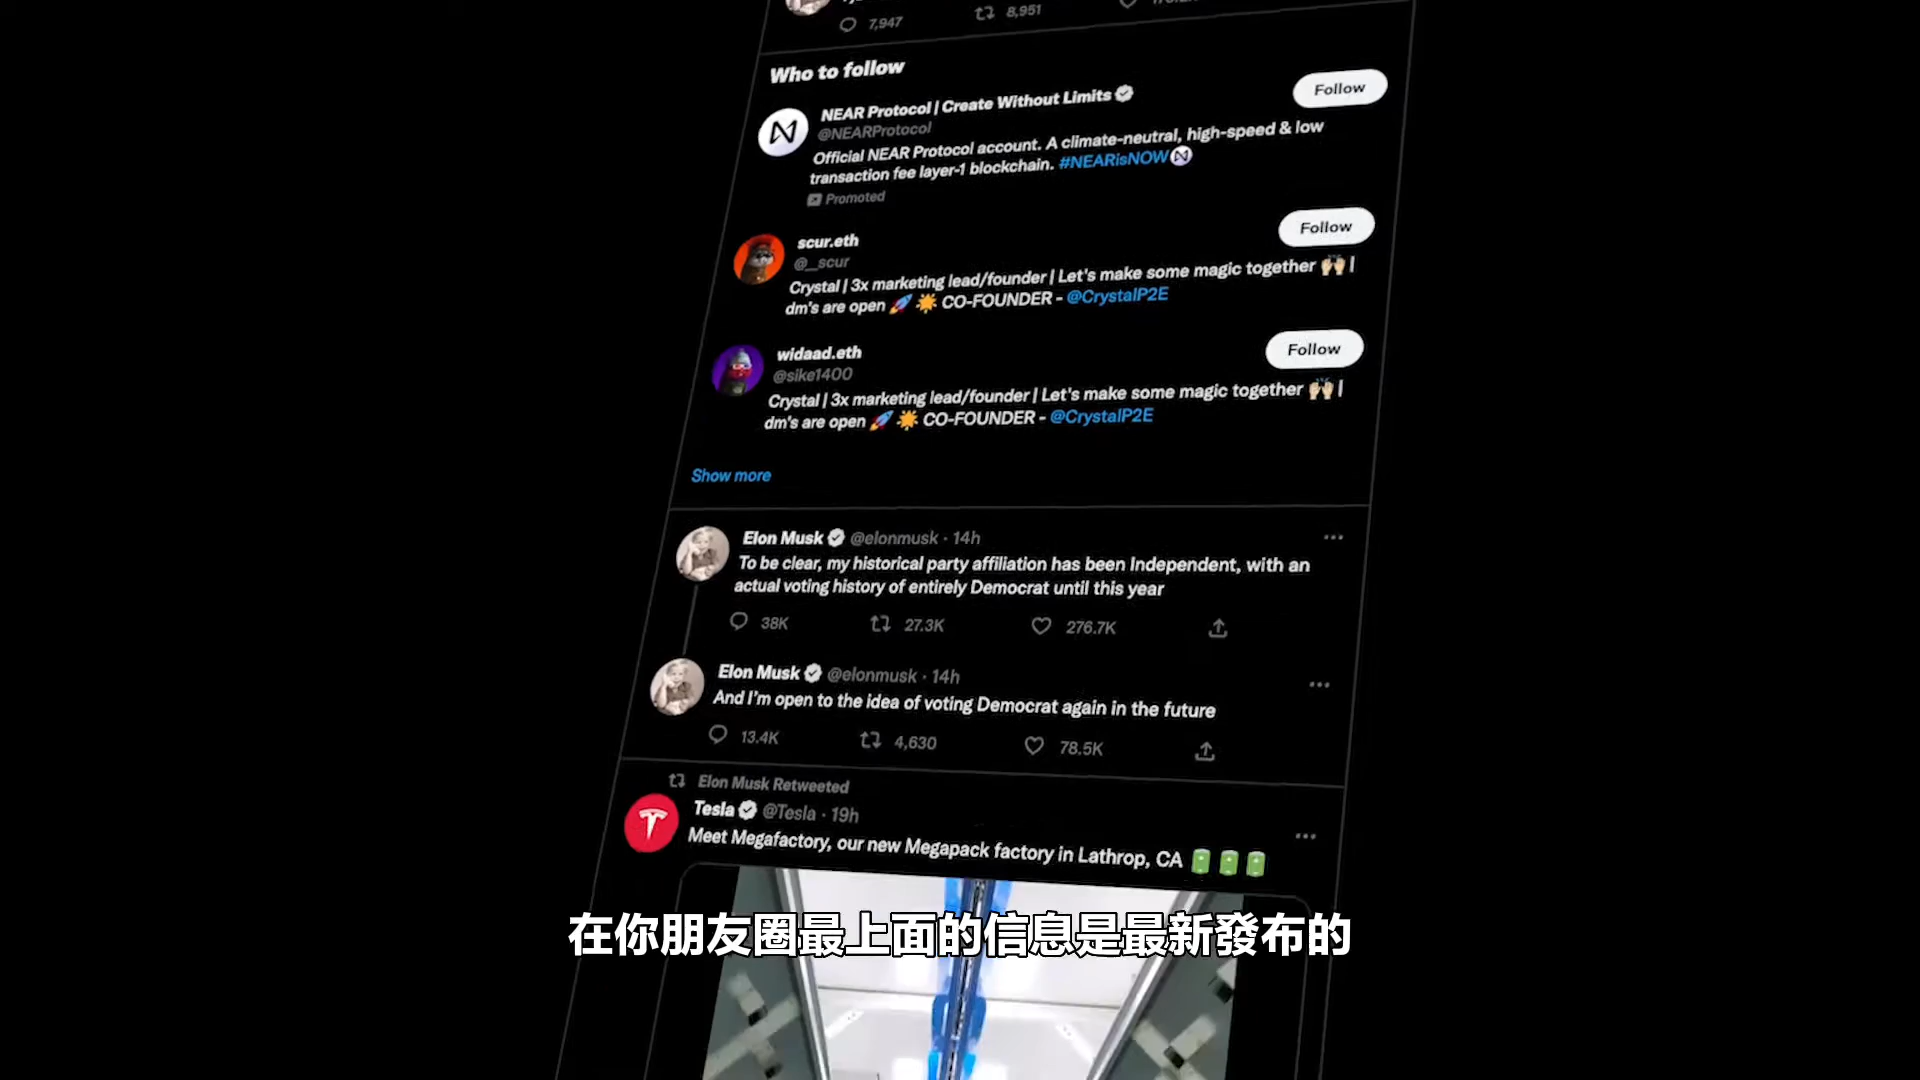 7,947 8,951
Who to follow
NEAR Protocol | Create Without Limits
Follow
@NEARProtocol
Official NEAR Protocol account. A climate-neutral, high-speed & low
transaction fee layer-1 blockchain. #NEARisNOW
Promoted
scur.eth
Follow
@__scur
Crystal | 3x marketing lead/founder | Let's make some magic together 🙌🏻 |
dm's are open 🚀 🌟 CO-FOUNDER - @CrystalP2E
widaad.eth
Follow
@sike1400
Crystal | 3x marketing lead/founder | Let's make some magic together 🙌🏻 |
dm's are open 🚀 🌟 CO-FOUNDER - @CrystalP2E
Show more
Elon Musk @elonmusk · 14h
To be clear, my historical party affiliation has been Independent, with an
actual voting history of entirely Democrat until this year
38K 27.3K 276.7K
Elon Musk @elonmusk · 14h
And I'm open to the idea of voting Democrat again in the future
13.4K 4,630 78.5K
Elon Musk Retweeted
Tesla @Tesla · 19h
Meet Megafactory, our new Megapack factory in Lathrop, CA 🔋🔋🔋
在你朋友圈最上面的信息是最新發布的